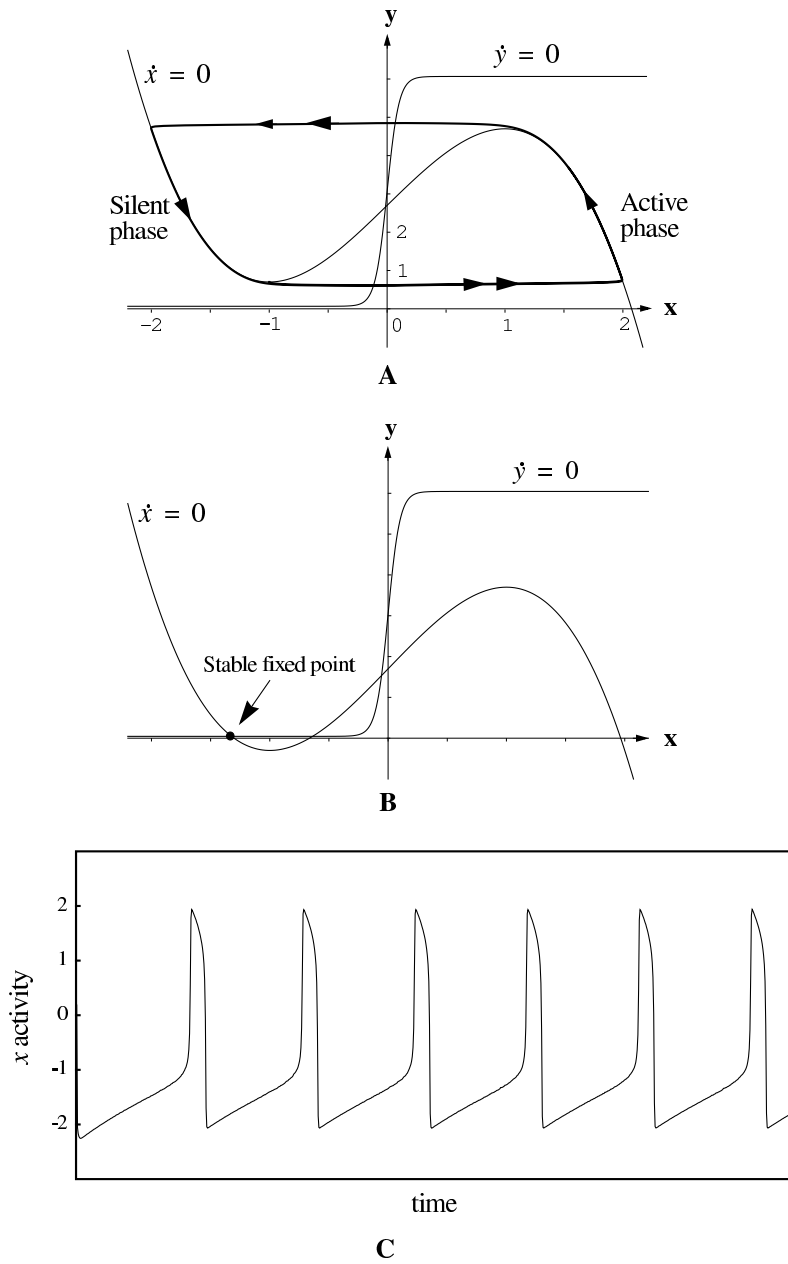 y
ẋ = 0
ẏ = 0
Silent
phase
Active
phase
2
1
-2 -1 0 1 2 x
A
y
ẋ = 0
ẏ = 0
Stable fixed point
x
B
2
1
0
-1
-2
x activity
time
C